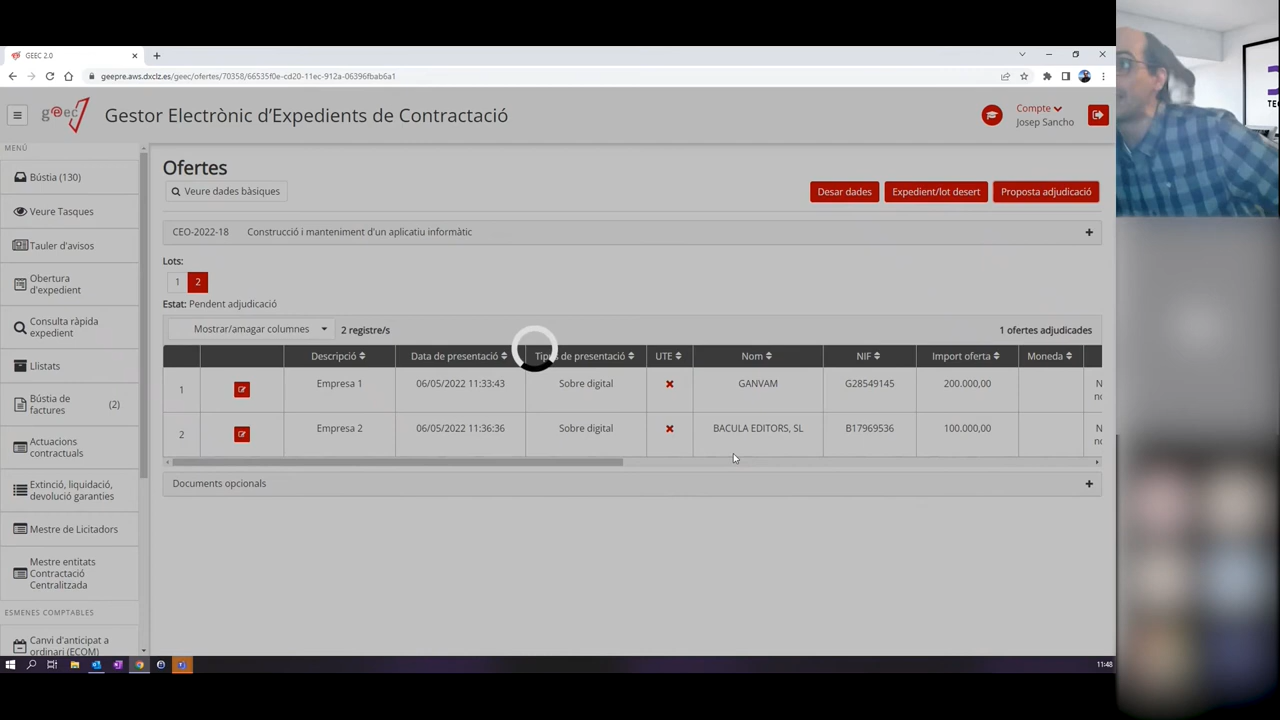 GEEC 2.0
geepre.aws.dxclz.es/geec/ofertes/70358/66535f0e-cd20-11ec-912a-06396fbab6a1
geec
Gestor Electrònic d'Expedients de Contractació
Compte
Josep Sancho
MENÚ
Bústia (130)
Veure Tasques
Tauler d'avisos
Obertura
d'expedient
Consulta ràpida
expedient
Llistats
Bústia de
factures
(2)
Actuacions
contractuals
Extinció, liquidació,
devolució garanties
Mestre de Licitadors
Mestre entitats
Contractació
Centralitzada
ESMENES COMPTABLES
Canvi d'anticipat a
ordinari (ECOM)
Ofertes
Veure dades bàsiques
Desar dades
Expedient/lot desert
Proposta adjudicació
CEO-2022-18 Construcció i manteniment d'un aplicatiu informàtic
Lots:
1 2
Estat: Pendent adjudicació
Mostrar/amagar columnes 2 registre/s 1 ofertes adjudicades
Descripció Data de presentació de presentació UTE Nom NIF Import oferta Moneda
1 Empresa 1 06/05/2022 11:33:43 Sobre digital GANVAM G28549145 200.000,00
2 Empresa 2 06/05/2022 11:36:36 Sobre digital BACULA EDITORS, SL B17969536 100.000,00
Documents opcionals
11:48